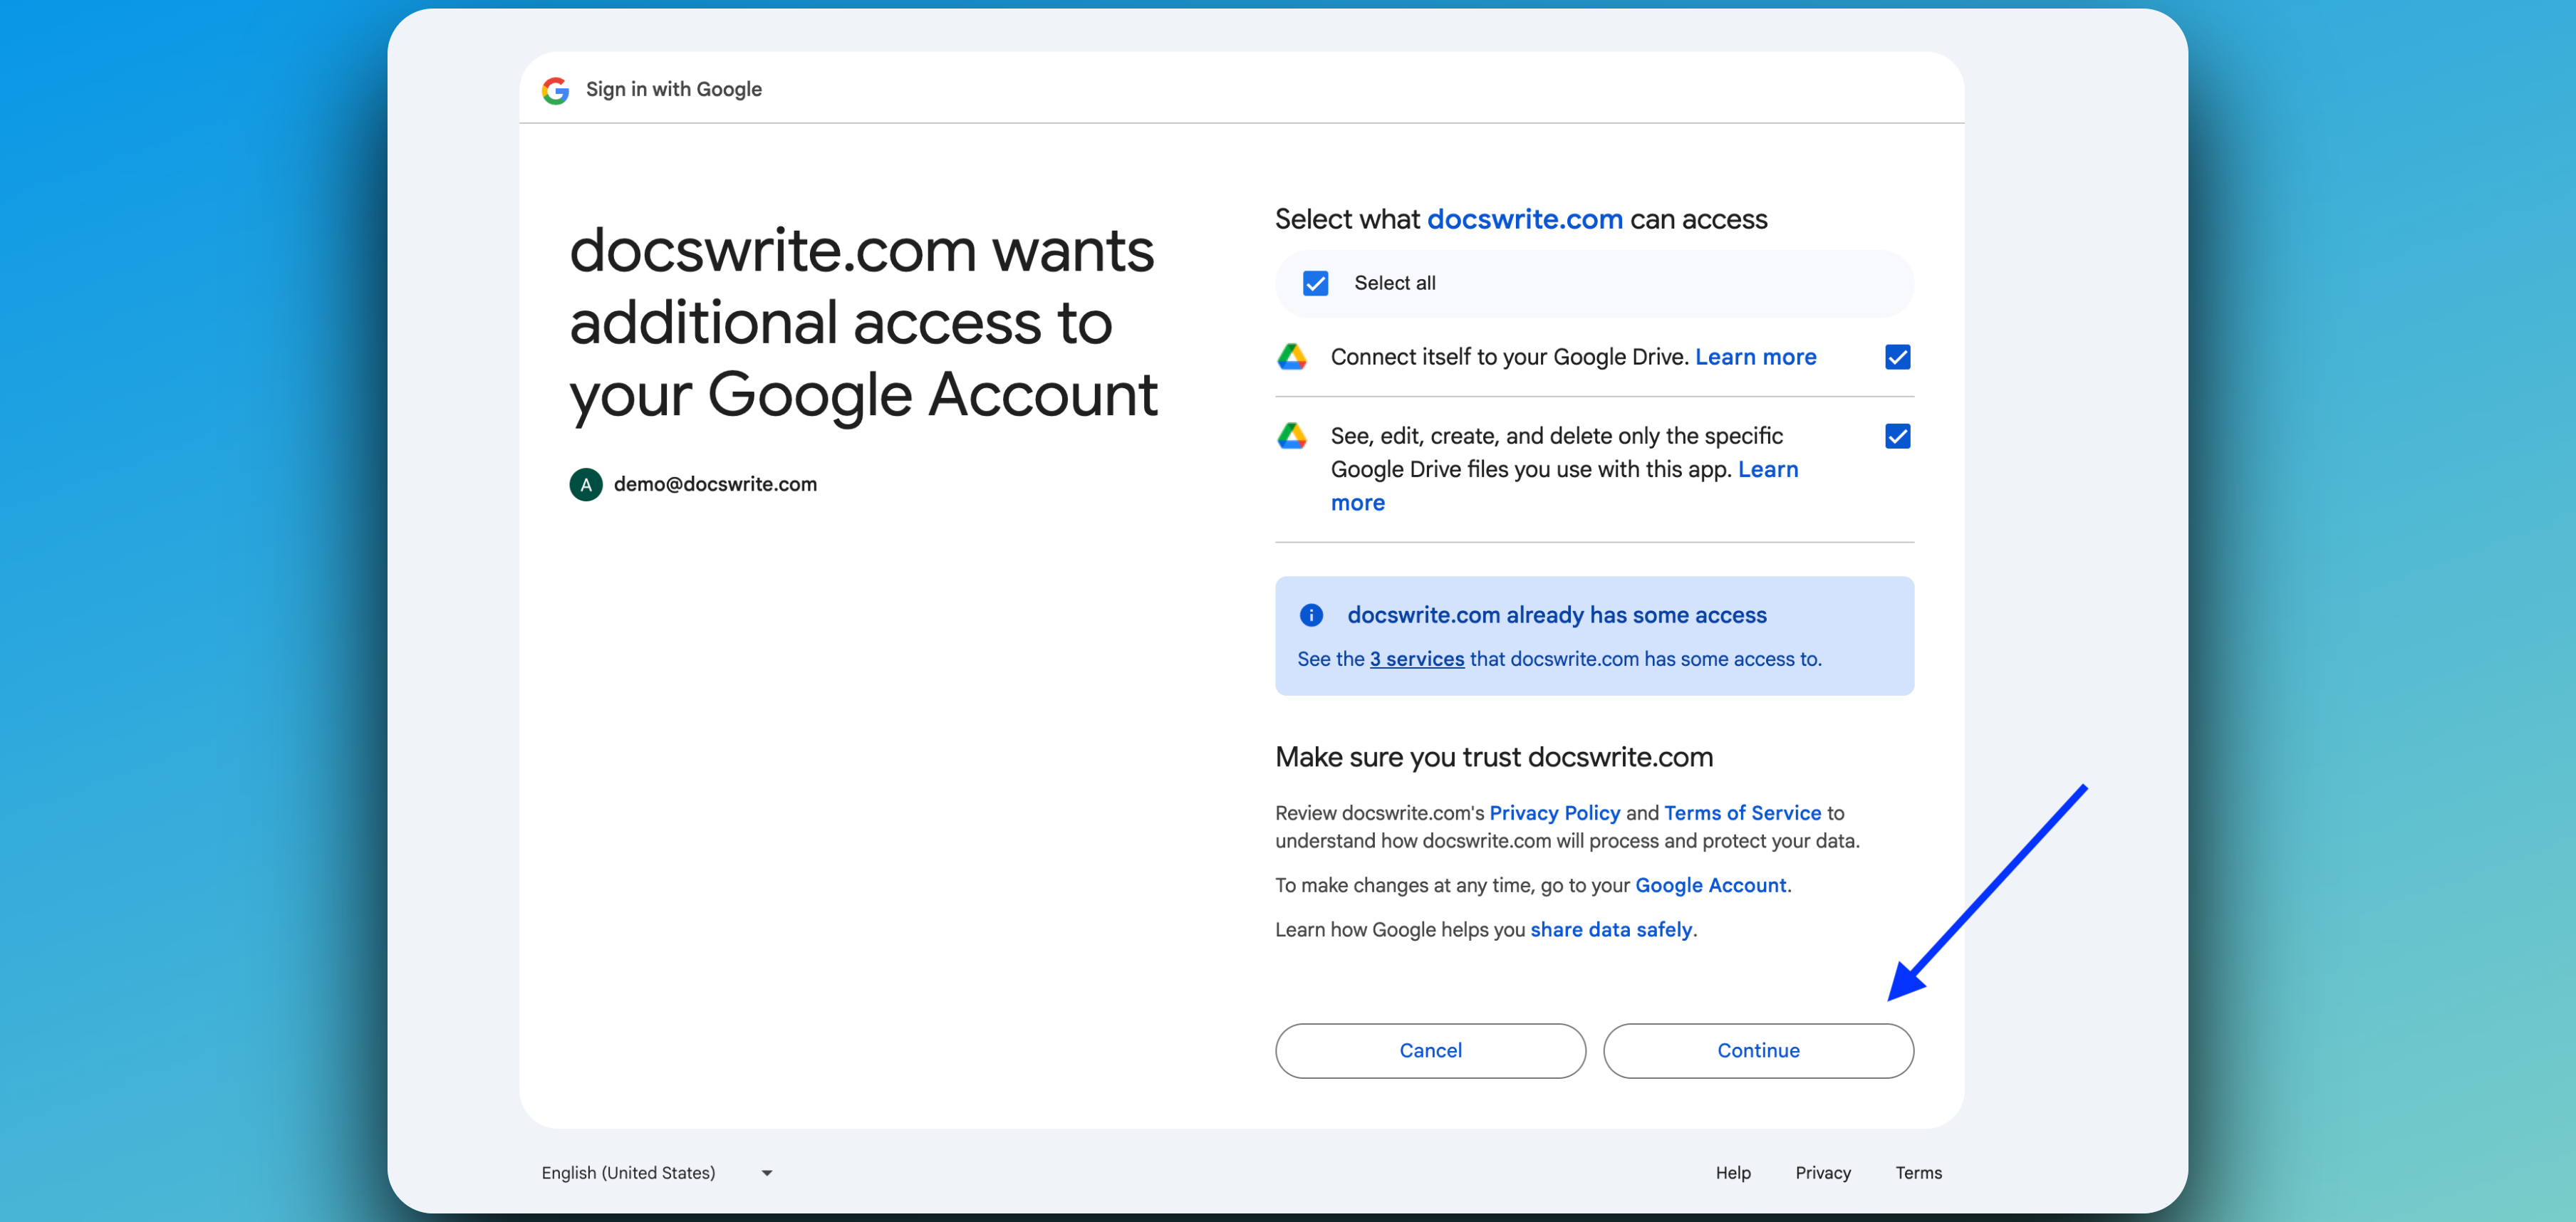 Sign in with Google
docswrite.com wants
additional access to
your Google Account
A demo@docswrite.com
Select what docswrite.com can access
Select all
Connect itself to your Google Drive. Learn more
See, edit, create, and delete only the specific
Google Drive files you use with this app. Learn
more
docswrite.com already has some access
See the 3 services that docswrite.com has some access to.
Make sure you trust docswrite.com
Review docswrite.com's Privacy Policy and Terms of Service to
understand how docswrite.com will process and protect your data.
To make changes at any time, go to your Google Account.
Learn how Google helps you share data safely.
Cancel Continue
English (United States) Help Privacy Terms